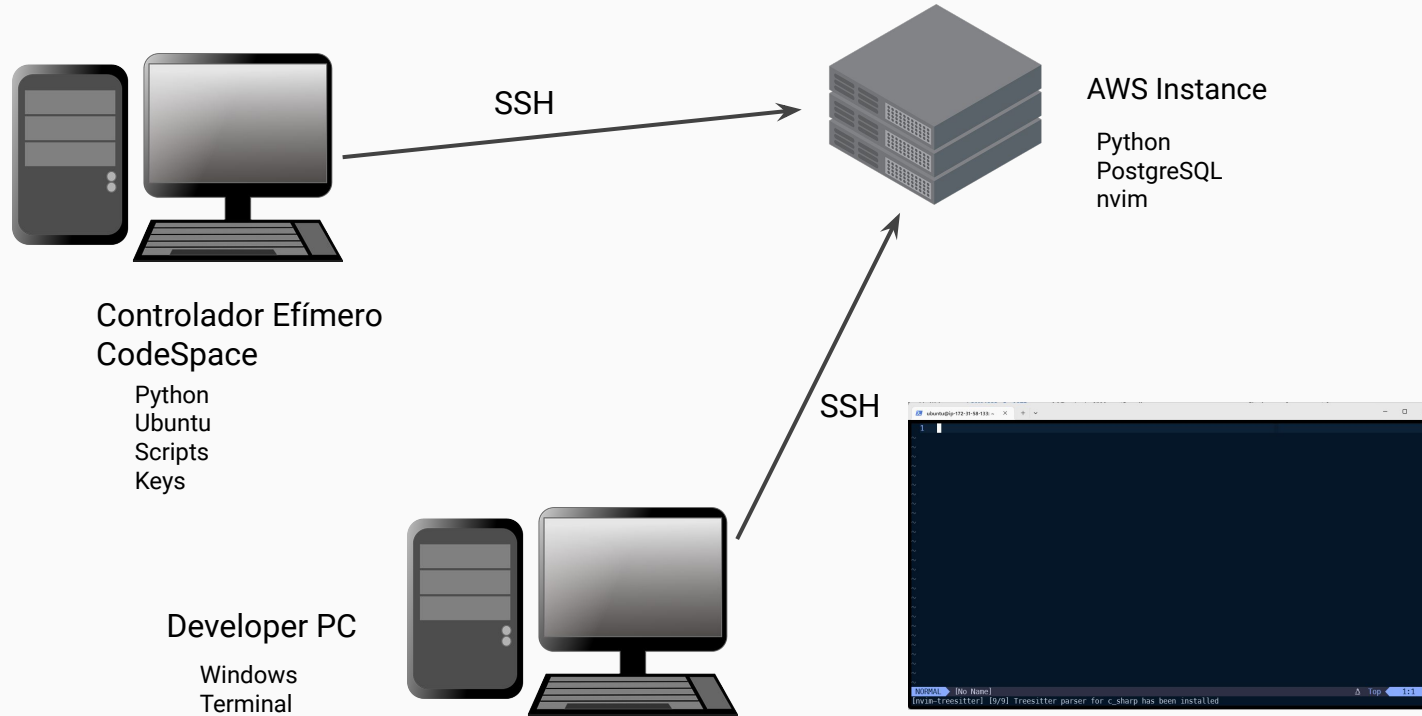 SSH
AWS Instance
Python
PostgreSQL
nvim
Controlador Efímero
CodeSpace
Python
Ubuntu
Scripts
Keys
SSH
Developer PC
Windows
Terminal
1
NORMAL [No Name] Top 1:1
[nvim-treesitter] [9/9] Treesitter parser for c_sharp has been installed